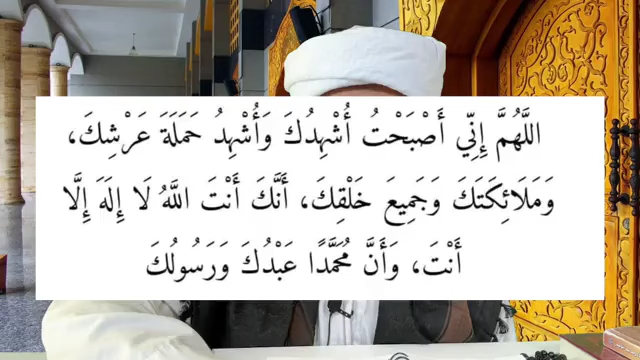 اللَّهُمَّ إِنِّي أَصْبَحْتُ أُشْهِدُكَ وَأُشْهِدُ حَمَلَةَ عَرْشِكَ،
وَمَلَائِكَتَكَ وَجَمِيعَ خَلْقِكَ، أَنَّكَ أَنْتَ اللَّهُ لَا إِلَهَ إِلَّا
أَنْتَ، وَأَنَّ مُحَمَّدًا عَبْدُكَ وَرَسُولُكَ